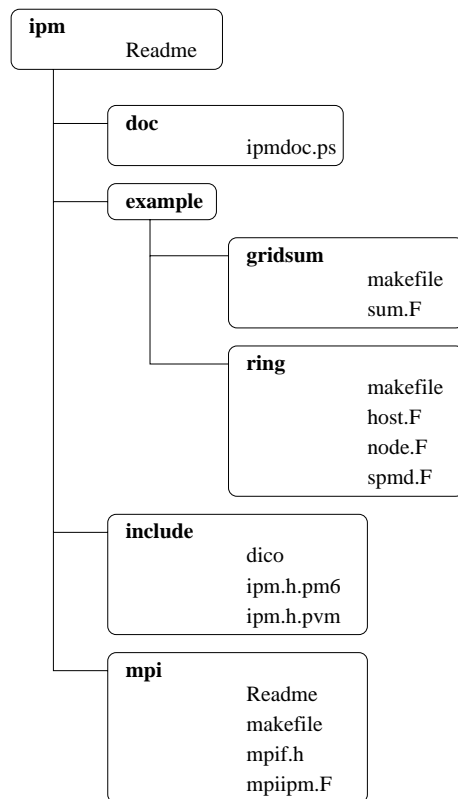 ipm
Readme
doc
ipmdoc.ps
example
gridsum
makefile
sum.F
ring
makefile
host.F
node.F
spmd.F
include
dico
ipm.h.pm6
ipm.h.pvm
mpi
Readme
makefile
mpif.h
mpiipm.F